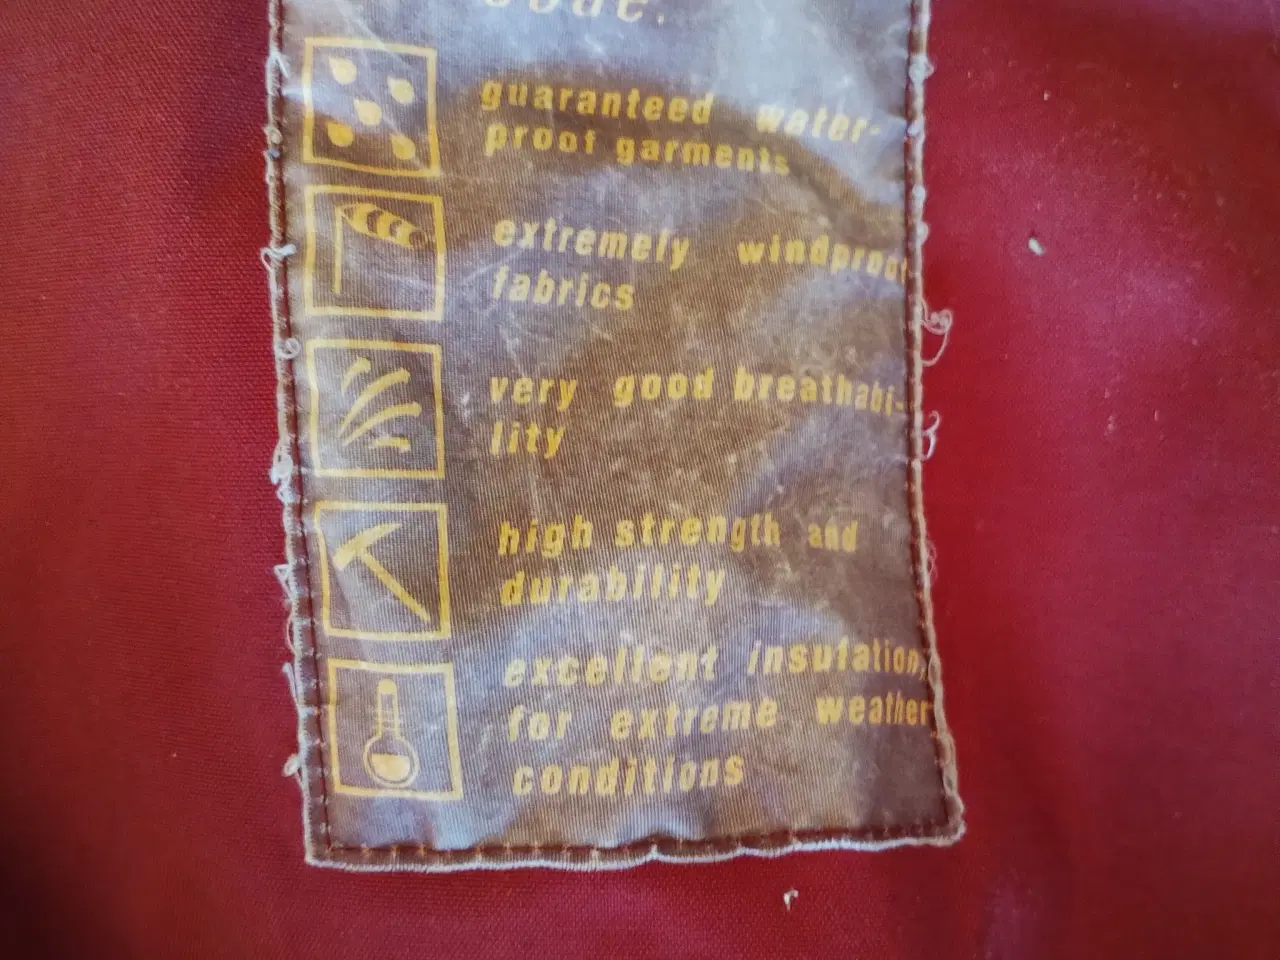 coat.
guaranteed water-
proof garments
extremely windproof
fabrics
very good breathabi-
lity
high strength and
durability
excellent insulation,
for extreme weather
conditions